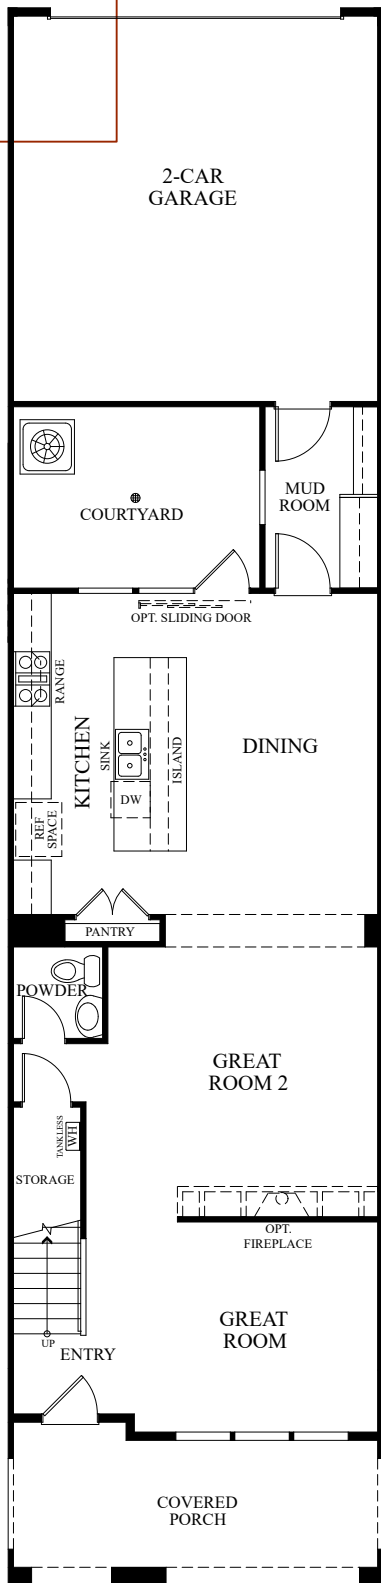 2-CAR
GARAGE
MUD
ROOM
COURTYARD
OPT. SLIDING DOOR
RANGE
KITCHEN
SINK
ISLAND
DINING
DW
REF
SPACE
PANTRY
POWDER
GREAT
ROOM 2
TANKLESS
WH
STORAGE
OPT.
FIREPLACE
GREAT
ROOM
UP
ENTRY
COVERED
PORCH